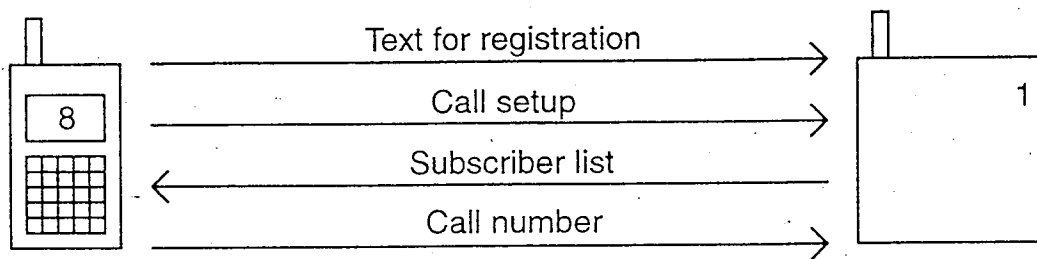 Text for registration
Call setup
8
1
Subscriber list
Call number